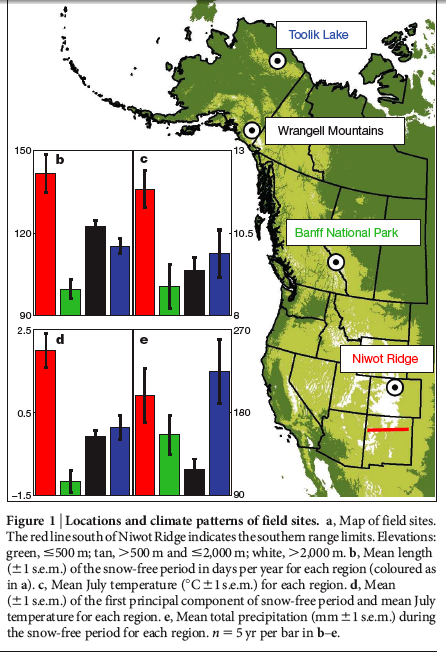 Toolik Lake
Wrangell Mountains
150
b
c
13
120
10.5
Banff National Park
90
8
2.5
d
e
270
Niwot Ridge
0.5
180
−1.5
90
Figure 1 | Locations and climate patterns of field sites. a, Map of field sites.
The red line south of Niwot Ridge indicates the southern range limits. Elevations:
green, ≤500 m; tan, >500 m and ≤2,000 m; white, >2,000 m. b, Mean length
(±1 s.e.m.) of the snow-free period in days per year for each region (coloured as
in a). c, Mean July temperature (°C ±1 s.e.m.) for each region. d, Mean
(±1 s.e.m.) of the first principal component of snow-free period and mean July
temperature for each region. e, Mean total precipitation (mm ±1 s.e.m.) during
the snow-free period for each region. n = 5 yr per bar in b–e.